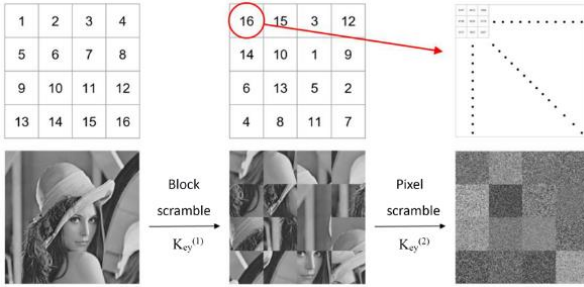 1 2 3 4
5 6 7 8
9 10 11 12
13 14 15 16
16 15 3 12
14 10 1 9
6 13 5 2
4 8 11 7
Block
scramble
Key(1)
Pixel
scramble
Key(2)